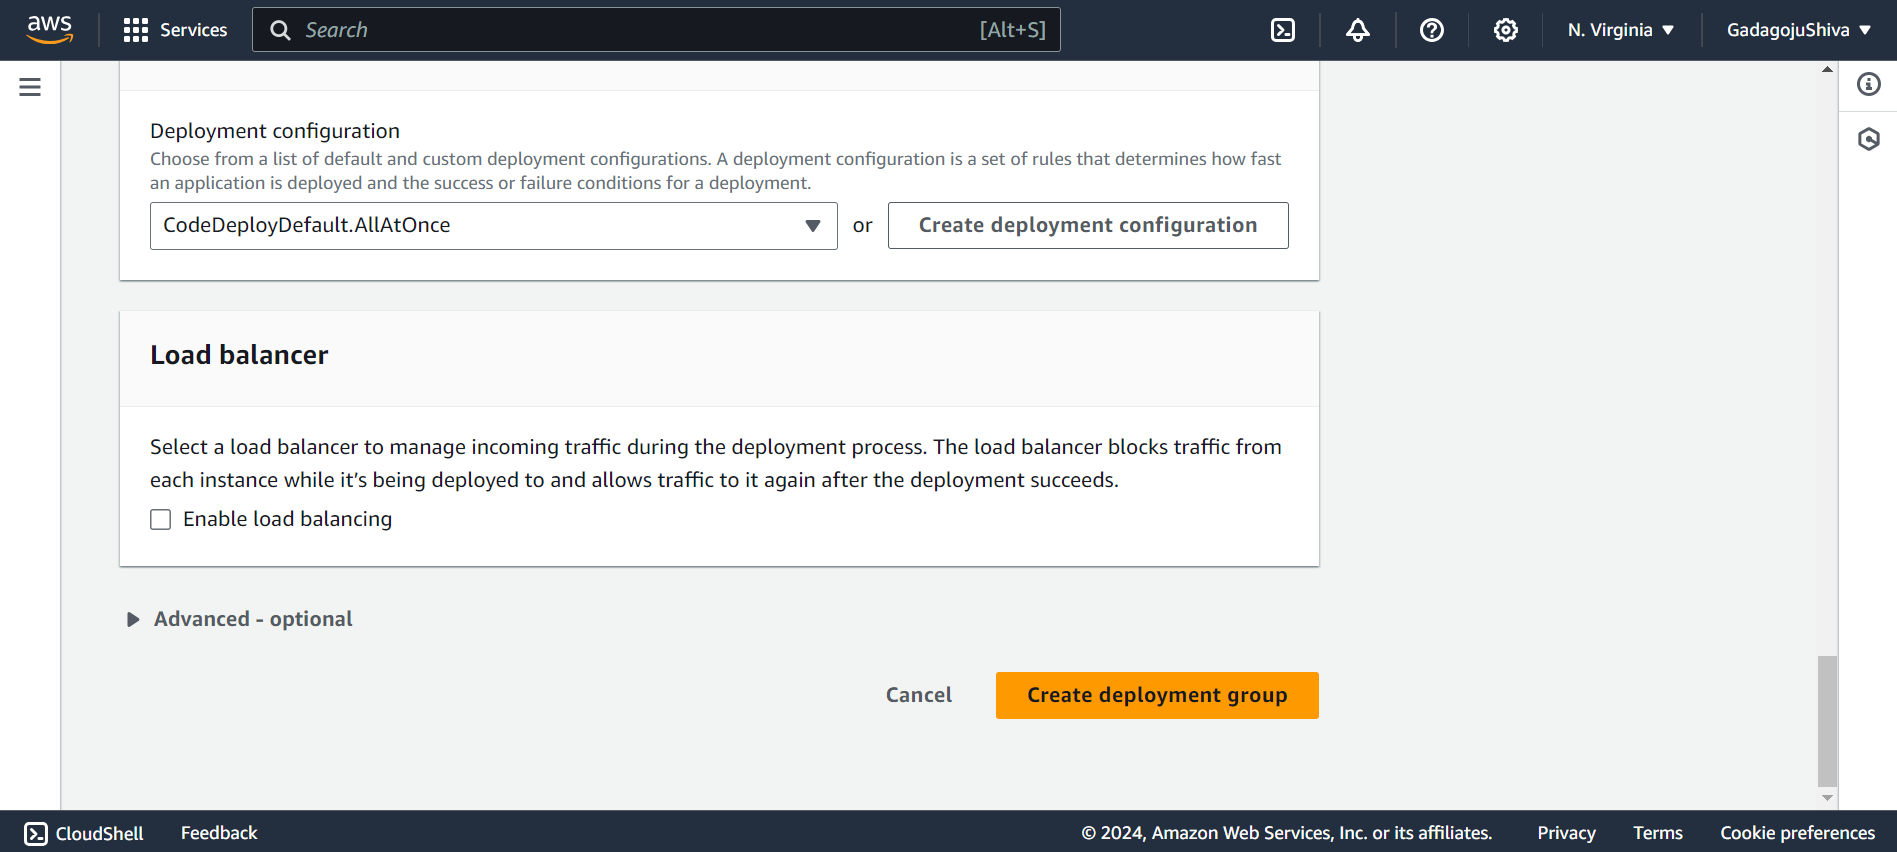 aws Services Search [Alt+S] N. Virginia GadagojuShiva
Deployment configuration
Choose from a list of default and custom deployment configurations. A deployment configuration is a set of rules that determines how fast
an application is deployed and the success or failure conditions for a deployment.
CodeDeployDefault.AllAtOnce or Create deployment configuration
Load balancer
Select a load balancer to manage incoming traffic during the deployment process. The load balancer blocks traffic from
each instance while it’s being deployed to and allows traffic to it again after the deployment succeeds.
Enable load balancing
Advanced - optional
Cancel Create deployment group
CloudShell Feedback © 2024, Amazon Web Services, Inc. or its affiliates. Privacy Terms Cookie preferences